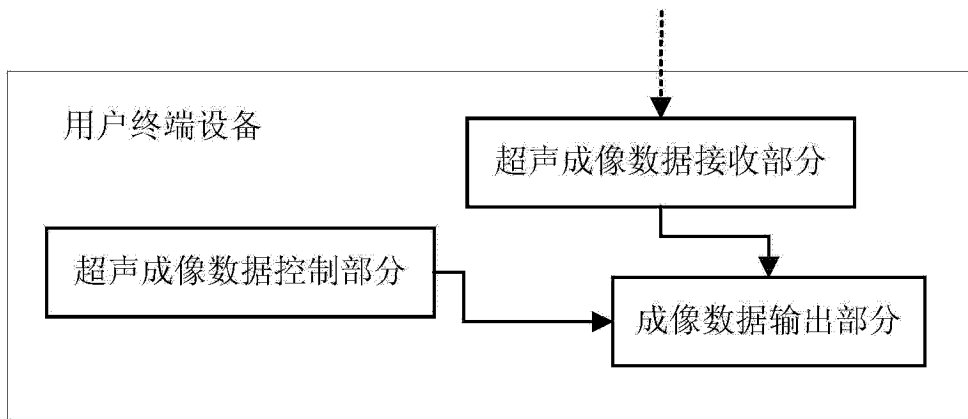 用户终端设备
超声成像数据接收部分
超声成像数据控制部分
成像数据输出部分